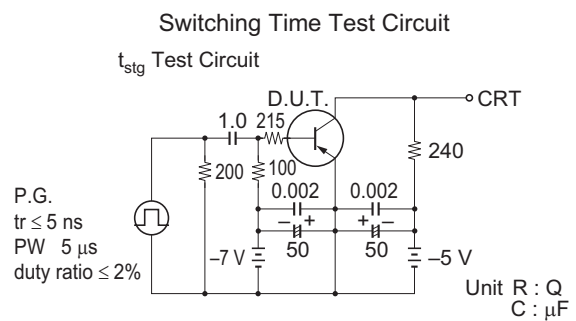 Switching Time Test Circuit
t_stg Test Circuit
D.U.T.
CRT
1.0 215
240
200
100
P.G.
tr ≤ 5 ns
PW 5 μs
duty ratio ≤ 2%
0.002 0.002
– + + –
50 50
–7 V
–5 V
Unit R : Q
C : μF